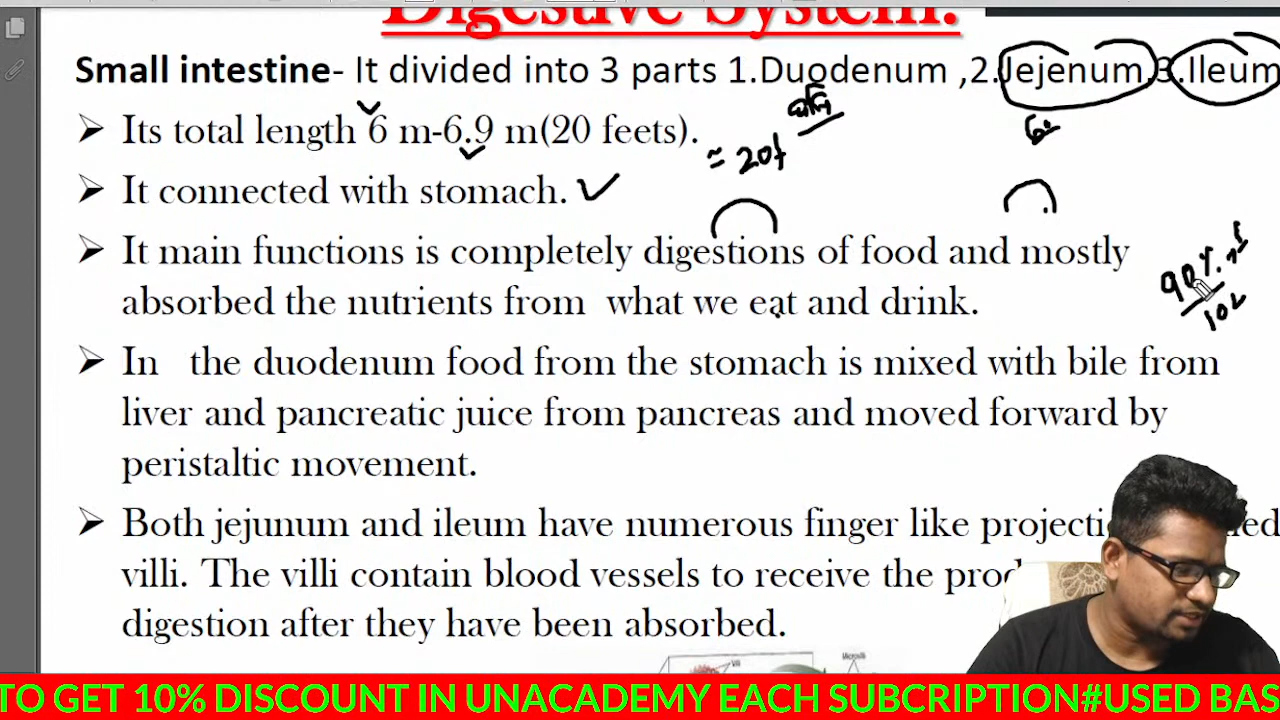 Digestive System:
Small intestine- It divided into 3 parts 1.Duodenum ,2.Jejenum.3.Ileum
➢ Its total length 6 m-6.9 m(20 feets).
≈ 20f
➢ It connected with stomach.
➢ It main functions is completely digestions of food and mostly
absorbed the nutrients from what we eat and drink.
90%
10%
➢ In the duodenum food from the stomach is mixed with bile from
liver and pancreatic juice from pancreas and moved forward by
peristaltic movement.
➢ Both jejunum and ileum have numerous finger like
villi. The villi contain blood vessels to receive the
digestion after they have been absorbed.
Villi
Microvilli
TO GET 10% DISCOUNT IN UNACADEMY EACH SUBCRIPTION#USED BAS